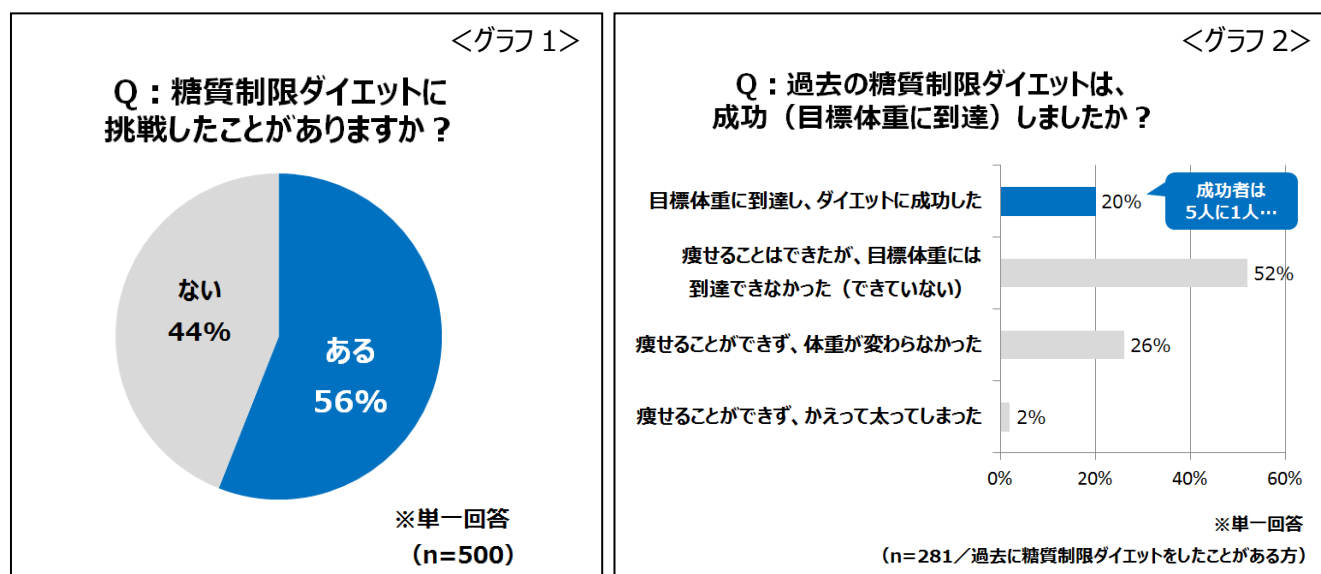 ＜グラフ1＞
Q：糖質制限ダイエットに
挑戦したことがありますか？
ない
44%
ある
56%
※単一回答
（n=500）
＜グラフ2＞
Q：過去の糖質制限ダイエットは、
成功（目標体重に到達）しましたか？
目標体重に到達し、ダイエットに成功した
20%
成功者は
5人に1人…
痩せることはできたが、目標体重には
到達できなかった（できていない）
52%
痩せることができず、体重が変わらなかった
26%
痩せることができず、かえって太ってしまった
2%
0% 20% 40% 60%
※単一回答
（n=281／過去に糖質制限ダイエットをしたことがある方）